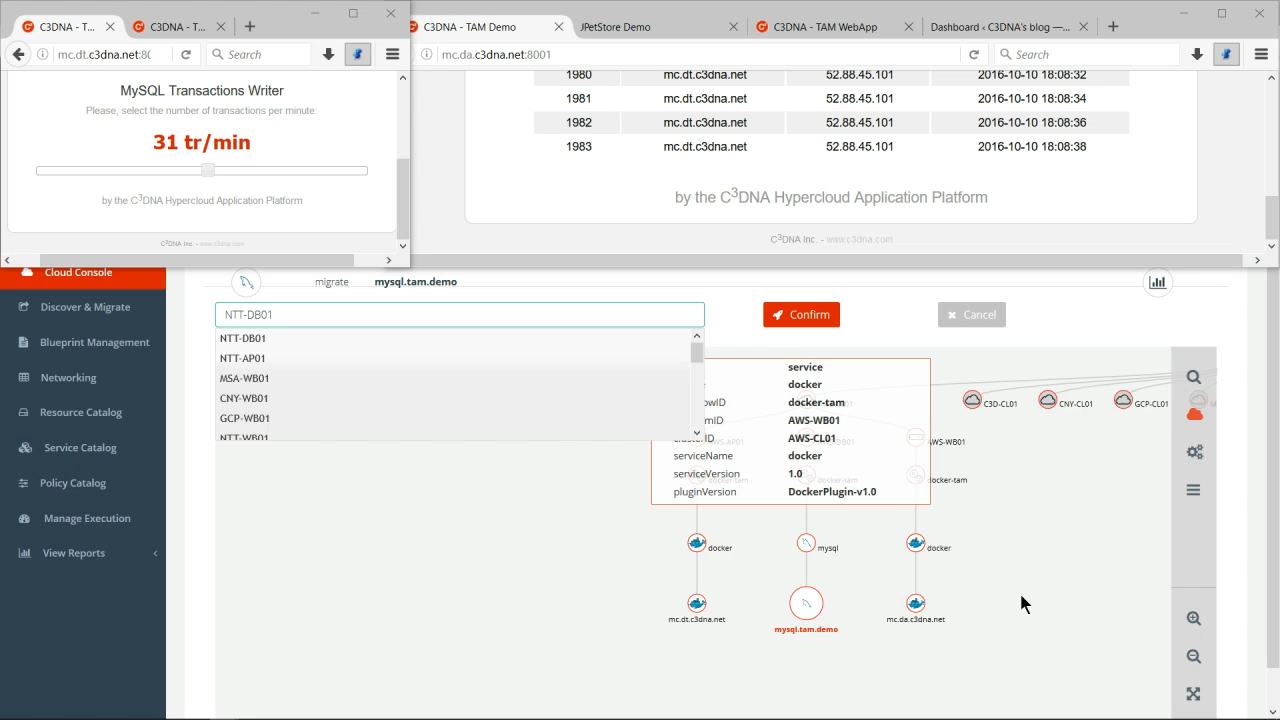 C3DNA - T...
C3DNA - T...
mc.dt.c3dna.net:80
Search
MySQL Transactions Writer
Please, select the number of transactions per minute:
31 tr/min
by the C3DNA Hypercloud Application Platform
C3DNA Inc. - www.c3dna.com
C3DNA - TAM Demo
JPetStore Demo
C3DNA - TAM WebApp
Dashboard ‹ C3DNA's blog —...
mc.da.c3dna.net:8001
Search
1980 mc.dt.c3dna.net 52.88.45.101 2016-10-10 18:08:32
1981 mc.dt.c3dna.net 52.88.45.101 2016-10-10 18:08:34
1982 mc.dt.c3dna.net 52.88.45.101 2016-10-10 18:08:36
1983 mc.dt.c3dna.net 52.88.45.101 2016-10-10 18:08:38
by the C3DNA Hypercloud Application Platform
C3DNA Inc. - www.c3dna.com
Cloud Console
Discover & Migrate
Blueprint Management
Networking
Resource Catalog
Service Catalog
Policy Catalog
Manage Execution
View Reports
migrate mysql.tam.demo
NTT-DB01
Confirm
Cancel
NTT-DB01
NTT-AP01
MSA-WB01
CNY-WB01
GCP-WB01
NTT-WB01
service
docker
docker-tam
AWS-WB01
clusterID AWS-CL01
serviceName docker
serviceVersion 1.0
pluginVersion DockerPlugin-v1.0
C3D-CL01
CNY-CL01
GCP-CL01
AWS-AP01
AWS-WB01
docker-tam
docker-tam
docker-tam
docker
mysql
docker
mc.dt.c3dna.net
mysql.tam.demo
mc.da.c3dna.net